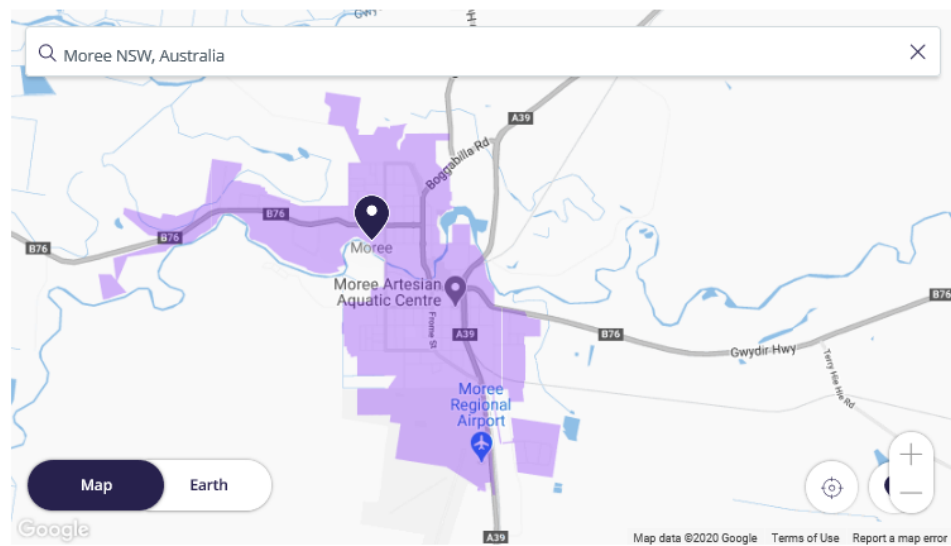 Moree NSW, Australia
A39
Boggabilla Rd
B76
B76
B76
Moree
Moree Artesian
Aquatic Centre
B76
Frome St
A39
B76
Gwydir Hwy
Terry Hie Hie Rd
Moree
Regional
Airport
Map
Earth
Google
A39
Map data ©2020 Google
Terms of Use
Report a map error